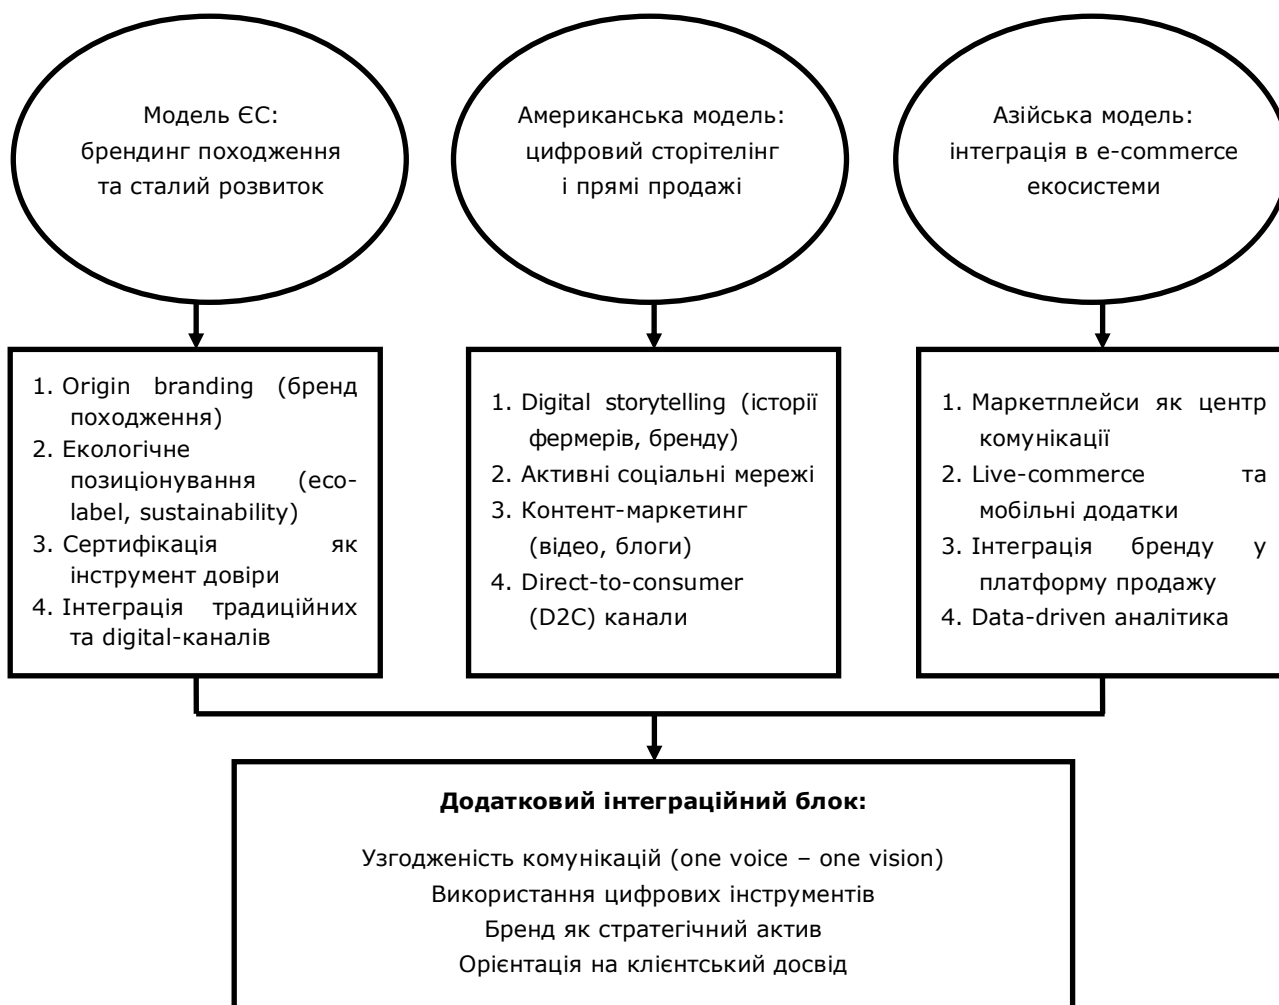 Модель ЄС:
брендинг походження
та сталий розвиток
Американська модель:
цифровий сторітелінг
і прямі продажі
Азійська модель:
інтеграція в e-commerce
екосистеми
1. Origin branding (бренд
походження)
2. Екологічне
позиціонування (eco-
label, sustainability)
3. Сертифікація як
інструмент довіри
4. Інтеграція традиційних
та digital-каналів
1. Digital storytelling (історії
фермерів, бренду)
2. Активні соціальні мережі
3. Контент-маркетинг
(відео, блоги)
4. Direct-to-consumer
(D2C) канали
1. Маркетплейси як центр
комунікації
2. Live-commerce та
мобільні додатки
3. Інтеграція бренду у
платформу продажу
4. Data-driven аналітика
Додатковий інтеграційний блок:
Узгодженість комунікацій (one voice – one vision)
Використання цифрових інструментів
Бренд як стратегічний актив
Орієнтація на клієнтський досвід